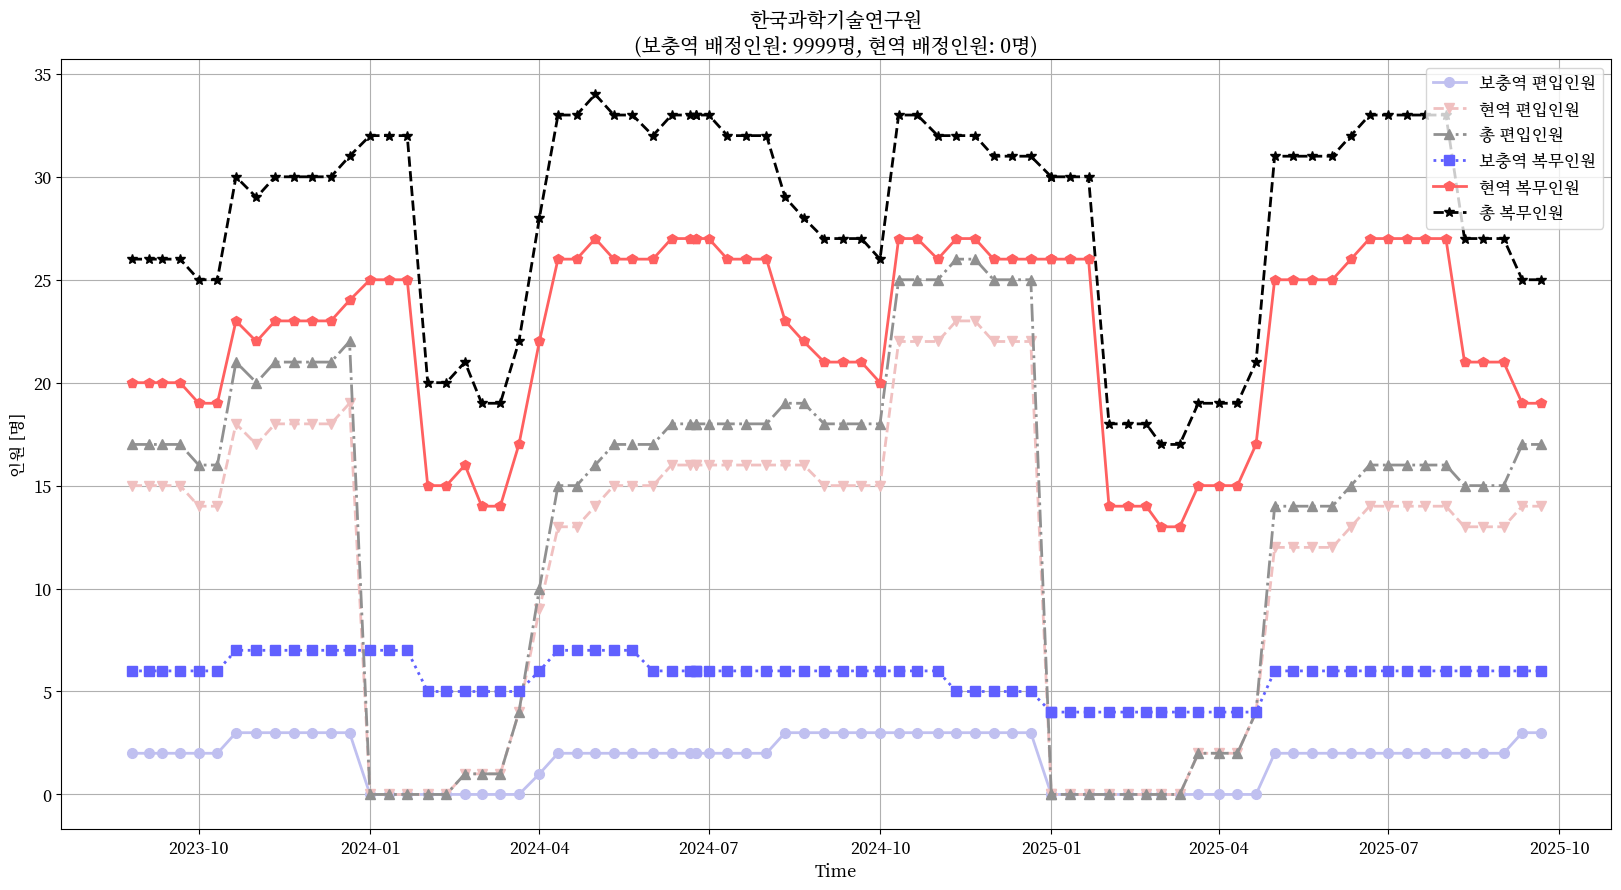 한국과학기술연구원
(보충역 배정인원: 9999명, 현역 배정인원: 0명)
35
30
25
20
15
10
5
0
인원 [명]
보충역 편입인원
현역 편입인원
총 편입인원
보충역 복무인원
현역 복무인원
총 복무인원
2023-10 2024-01 2024-04 2024-07 2024-10 2025-01 2025-04 2025-07 2025-10
Time